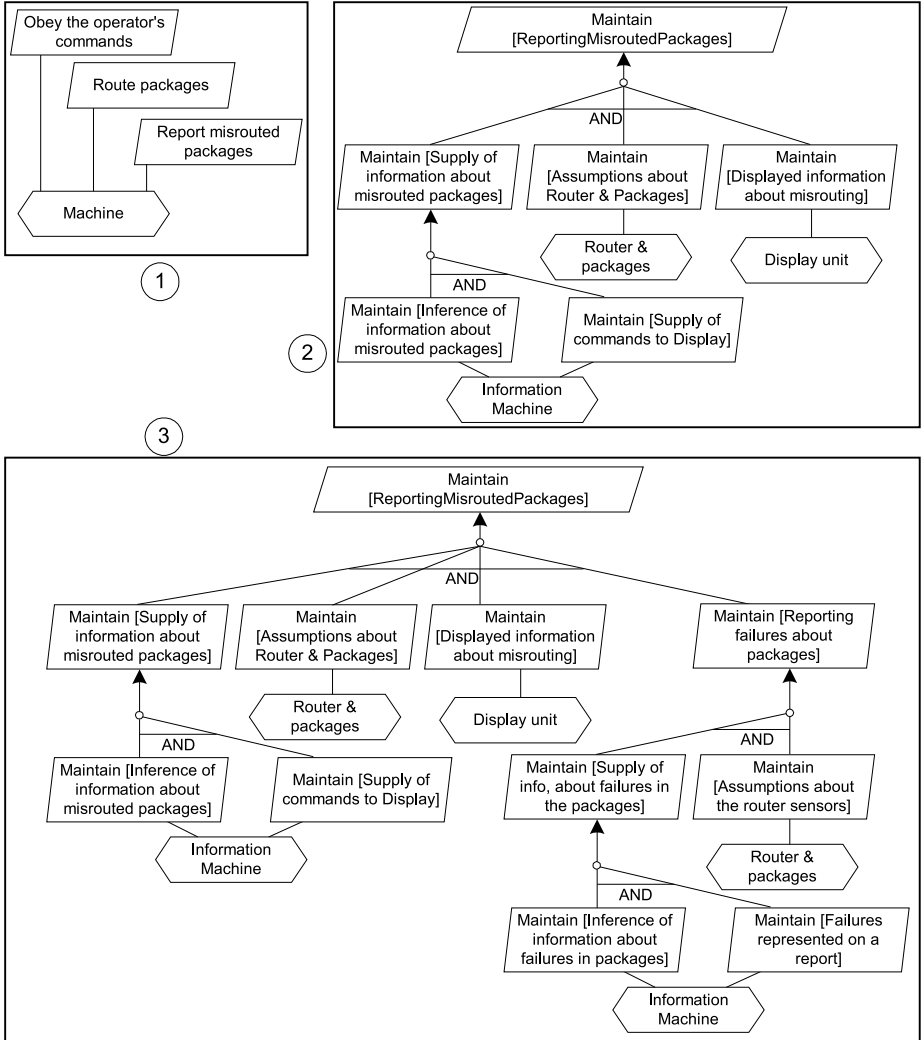 Obey the operator's
commands
Route packages
Report misrouted
packages
Machine
1
Maintain
[ReportingMisroutedPackages]
AND
Maintain [Supply of
information about
misrouted packages]
Maintain
[Assumptions about
Router & Packages]
Maintain
[Displayed information
about misrouting]
Router &
packages
Display unit
AND
Maintain [Inference of
information about
misrouted packages]
Maintain [Supply of
commands to Display]
Information
Machine
2
3
Maintain
[ReportingMisroutedPackages]
AND
Maintain [Supply of
information about
misrouted packages]
Maintain
[Assumptions about
Router & Packages]
Maintain
[Displayed information
about misrouting]
Maintain [Reporting
failures about
packages]
Router &
packages
Display unit
AND
Maintain [Inference of
information about
misrouted packages]
Maintain [Supply of
commands to Display]
Information
Machine
AND
Maintain [Supply of
info, about failures in
the packages]
Maintain
[Assumptions about
the router sensors]
Router &
packages
AND
Maintain [Inference of
information about
failures in packages]
Maintain [Failures
represented on a
report]
Information
Machine